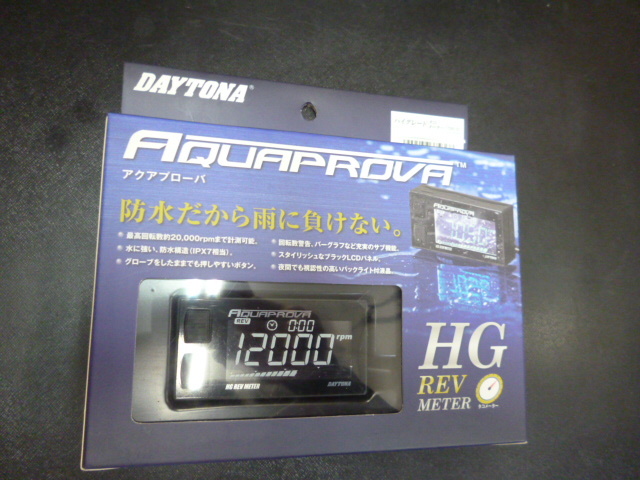 DAYTONA®
AQUAPROVA™
アクアプローバ
防水だから雨に負けない。
●最高回転数約20,000rpmまで計測可能。
●水に強い、防水構造（IPX7相当）。
●グローブをしたままでも押しやすいボタン。
●回転数警告、バーグラフなど充実のサブ機能。
●スタイリッシュなブラックLCDパネル。
●夜間でも視認性の高いバックライト付液晶。
AQUAPROVA
AQUAPROVA
REV 0:00
12000 rpm
HG REV METER DAYTONA
HG
REV
METER
タコメーター